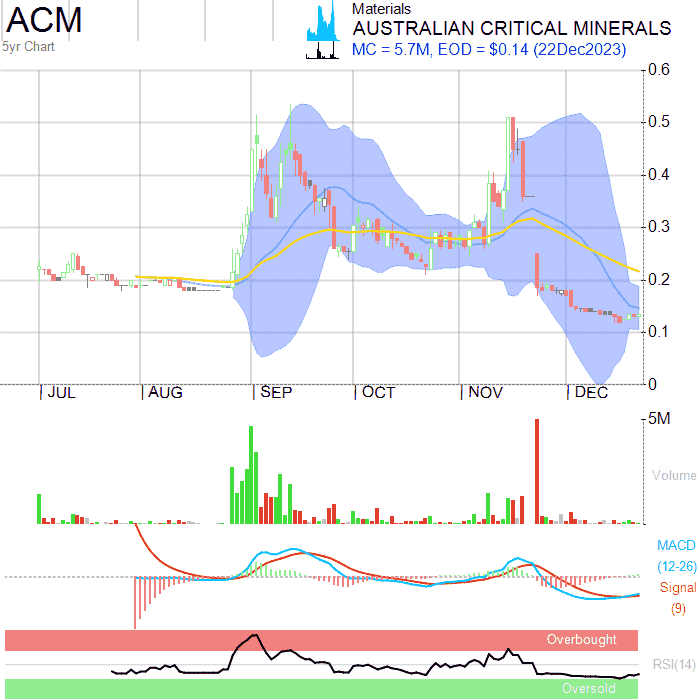 ACM
Materials
AUSTRALIAN CRITICAL MINERALS
5yr Chart
MC = 5.7M, EOD = $0.14 (22Dec2023)
0.6
0.5
0.4
0.3
0.2
0.1
0
JUL AUG SEP OCT NOV DEC
5M
Volume
MACD
(12-26)
Signal
(9)
Overbought
RSI(14)
Oversold